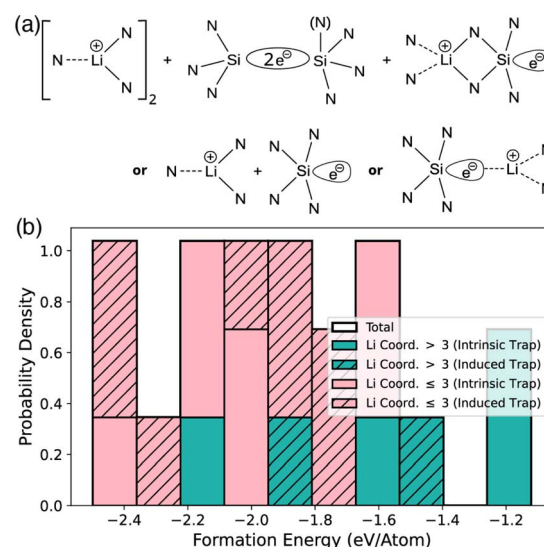 (a)
N Li ⊕ N N 2
+
N N N Si 2e⊖ Si (N) N N N N
+
N N Li ⊕ N N Si N N e⊖
or
N Li ⊕ N N
+
N N Si N N e⊖
or
N N Si N N e⊖ Li ⊕ N N
(b)
Probability Density
1.0
0.8
0.6
0.4
0.2
0.0
Total
Li Coord. > 3 (Intrinsic Trap)
Li Coord. > 3 (Induced Trap)
Li Coord. ≤ 3 (Intrinsic Trap)
Li Coord. ≤ 3 (Induced Trap)
−2.4 −2.2 −2.0 −1.8 −1.6 −1.4 −1.2
Formation Energy (eV/Atom)